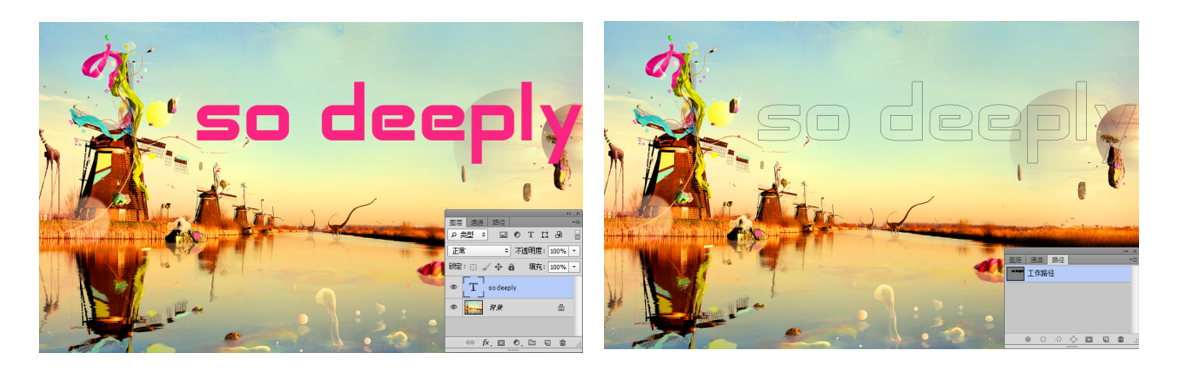 so deeply
图层 通道 路径
类型
正常 不透明度: 100%
锁定: 填充: 100%
T so deeply
背景
so deeply
图层 通道 路径
工作路径